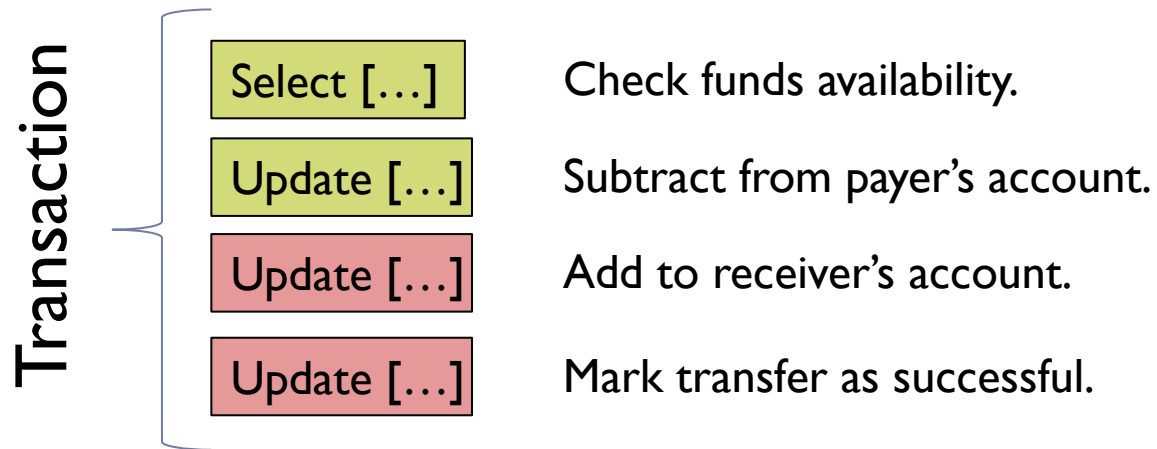 Transaction
Select […] Check funds availability.
Update […] Subtract from payer’s account.
Update […] Add to receiver’s account.
Update […] Mark transfer as successful.